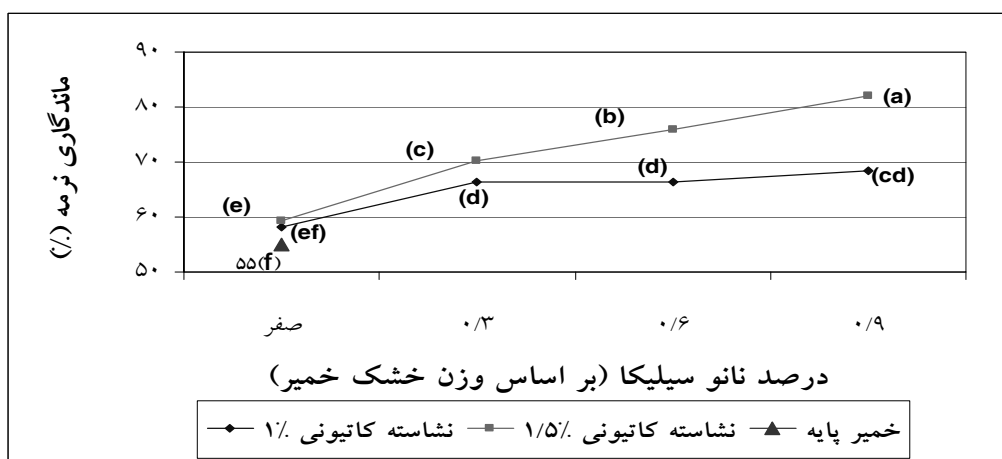 ماندگاری نرمه (٪)
۹۰
۸۰
۷۰
۶۰
۵۰
(a)
(b)
(c)
(d)
(d)
(cd)
(e)
(ef)
۵۵(f)
صفر ۰/۳ ۰/۶ ۰/۹
درصد نانو سیلیکا (بر اساس وزن خشک خمیر)
نشاسته کاتیونی ۱٪ نشاسته کاتیونی ۱/۵٪ خمیر پایه